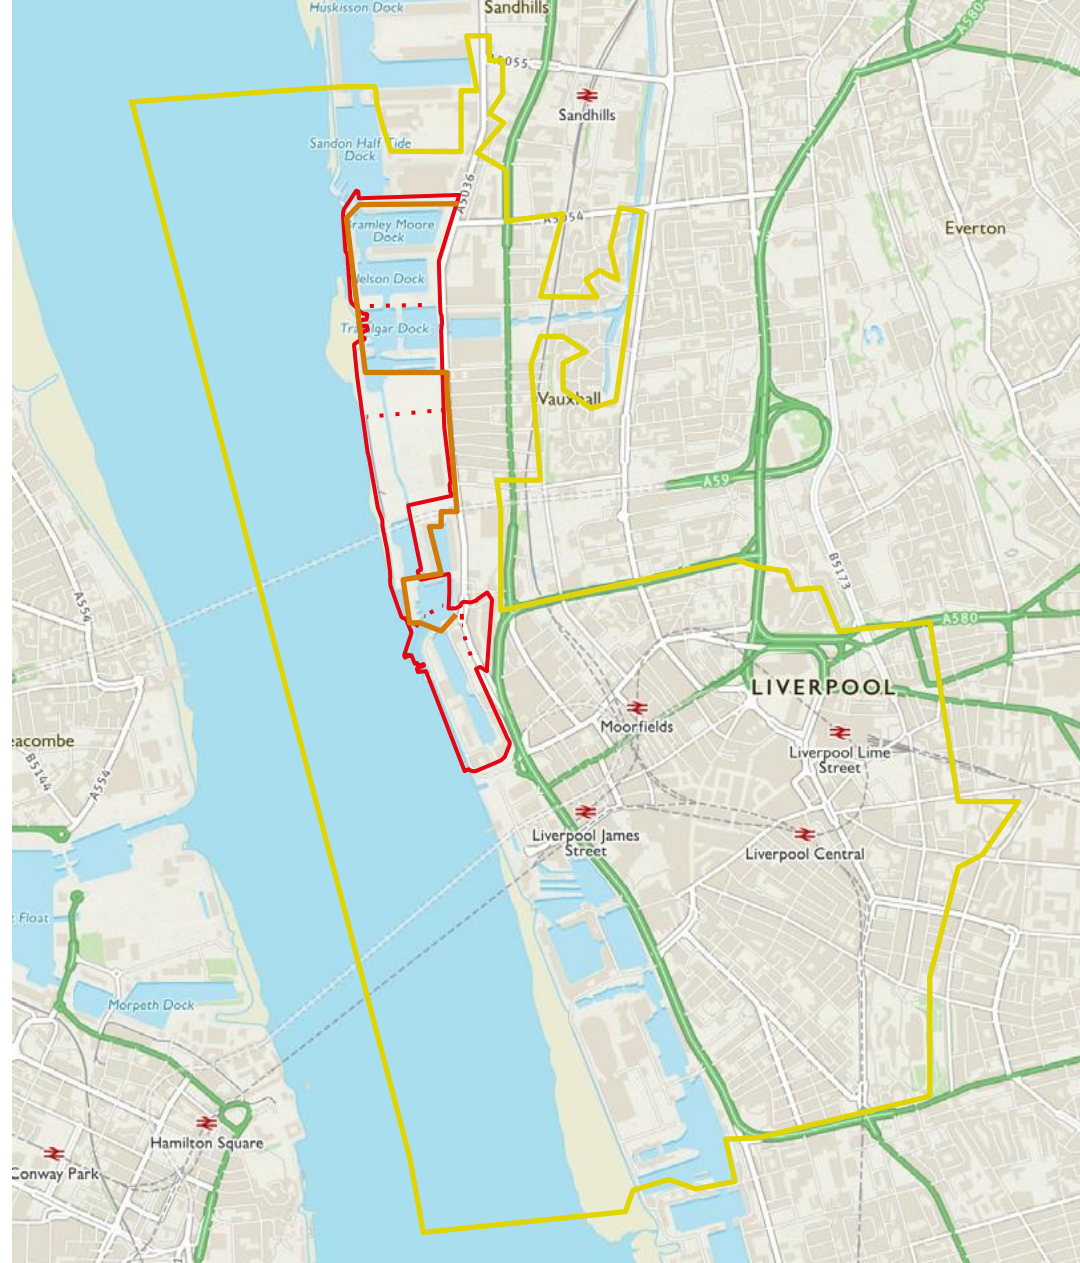 Huskisson Dock
Sandhills
A5055
A580
Sandhills
Sandon Half Tide
Dock
A5036
A5054
Bramley Moore
Dock
Everton
Nelson Dock
Trafalgar Dock
Vauxhall
A59
B5173
A554
A580
LIVERPOOL
Moorfields
eacombe
Liverpool Lime
Street
B5144
A554
Liverpool James
Street
Liverpool Central
t Float
Morpeth Dock
Hamilton Square
Conway Park